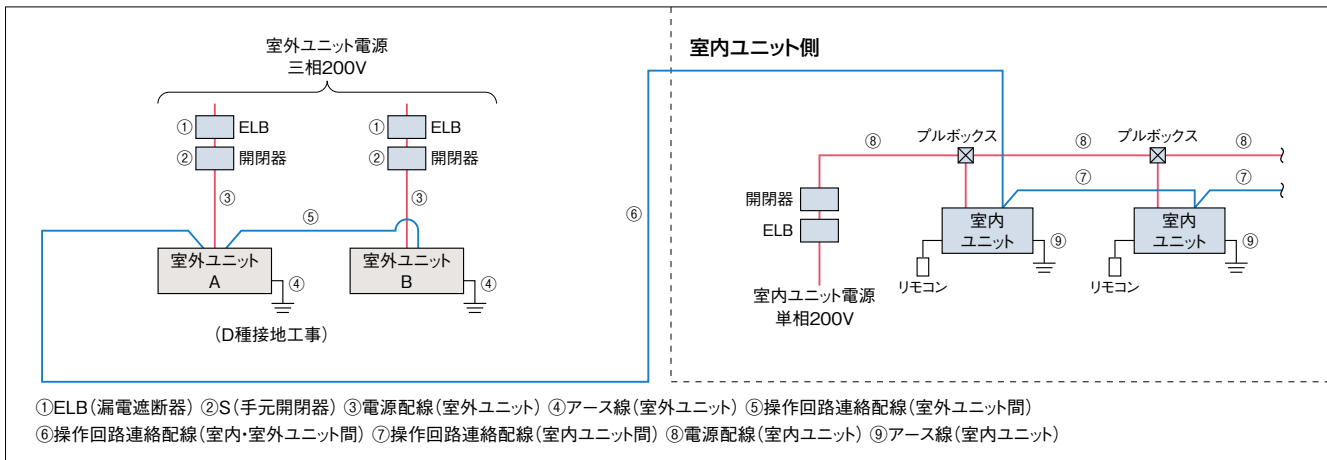 室外ユニット電源
三相200V
① ELB
② 開閉器
③
① ELB
② 開閉器
③
⑤
室外ユニット
A
④
室外ユニット
B
④
(D種接地工事)
⑥
室内ユニット側
⑧
プルボックス
⑧
プルボックス
⑧
⑦
⑦
開閉器
ELB
室内ユニット電源
単相200V
室内
ユニット
⑨
リモコン
室内
ユニット
⑨
リモコン
①ELB(漏電遮断器) ②S(手元開閉器) ③電源配線(室外ユニット) ④アース線(室外ユニット) ⑤操作回路連絡配線(室外ユニット間)
⑥操作回路連絡配線(室内・室外ユニット間) ⑦操作回路連絡配線(室内ユニット間) ⑧電源配線(室内ユニット) ⑨アース線(室内ユニット)